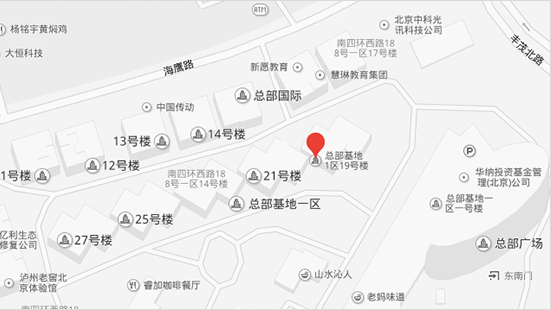 ATM
杨铭宇黄焖鸡
大恒科技
海鹰路
北京中科光
讯科技公司
丰茂北路
南四环西路18
8号一区17号楼
新愿教育
慧琳教育集团
总部国际
中国传动
14号楼
13号楼
12号楼
1号楼
总部基地
1区19号楼
南四环西路18
8号一区14号楼
21号楼
P
华纳投资基金管
理(北京)公司
总部基地一区
总部基地一
区一号楼
25号楼
27号楼
亿利生态
修复公司
总部广场
山水沁人
东南门
泸州老窖北
京体验馆
睿加咖啡餐厅
老妈味道
南四环西路18